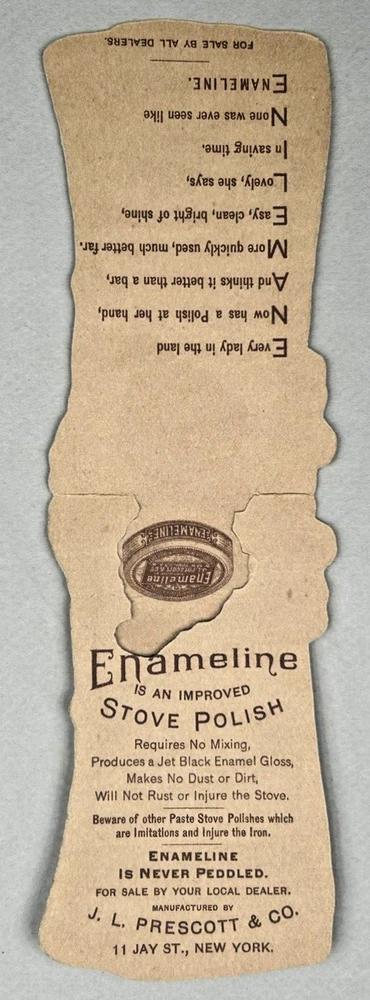 Every lady in the land
Now has a Polish at her hand,
And thinks it better than a bar,
More quickly used, much better far.
Easy, clean, bright, of shine,
Lovely, she says,
In saving time.
None was ever seen like
ENAMELINE.
FOR SALE BY ALL DEALERS.
ENAMELINE
Enameline
J.L. PRESCOTT & CO
Enameline
IS AN IMPROVED
STOVE POLISH
Requires No Mixing,
Produces a Jet Black Enamel Gloss,
Makes No Dust or Dirt,
Will Not Rust or Injure the Stove.
Beware of other Paste Stove Polishes which
are Imitations and Injure the Iron.
ENAMELINE
IS NEVER PEDDLED.
FOR SALE BY YOUR LOCAL DEALER.
MANUFACTURED BY
J. L. PRESCOTT & CO.
11 JAY ST., NEW YORK.